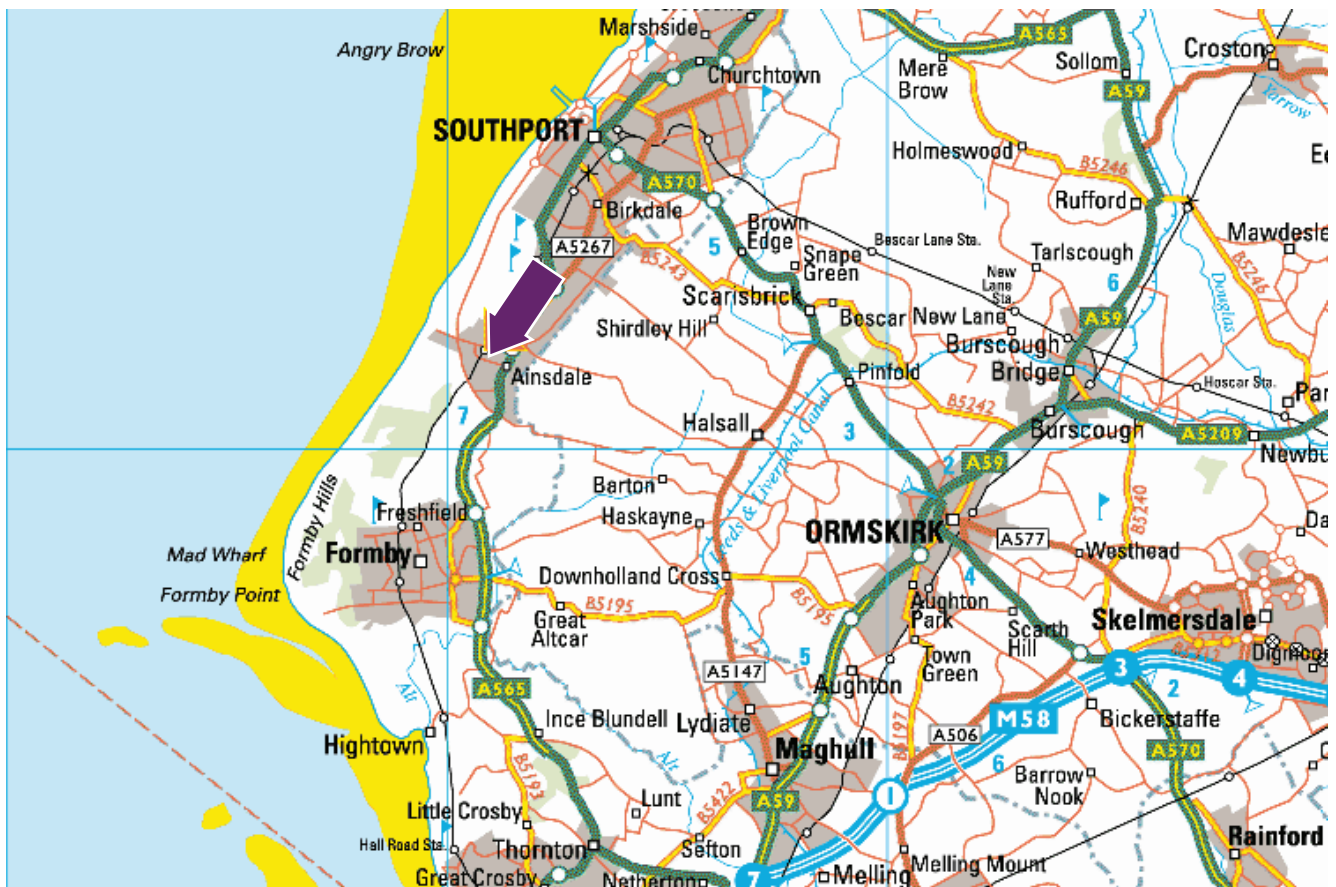 Marshside
Angry Brow
A565
Croston
Churchtown
Mere
Brow
Sollom
A59
Yarrow
SOUTHPORT
Holmeswood
B5246
A570
Rufford
Birkdale
Brown
Edge
A5267
5
Bescar Lane Sta.
Tarlscough
Mawdesle
B5243
Snape
Green
New
Lane
Sta.
6
Douglas
B5246
Scarisbrick
Bescar
New Lane
A59
Shirdley Hill
Burscough
Bridge
Pinfold
Hoscar Sta.
Ainsdale
7
Halsall
Leeds & Liverpool Canal
3
B5242
Burscough
A5209
Newbu
2
A59
Barton
B5240
Formby Hills
Freshfield
Haskayne
ORMSKIRK
A577
Mad Wharf
Formby
Westhead
Formby Point
Downholland Cross
4
B5195
B5195
Great
Altcar
Aughton
Park
Scarth
Hill
Skelmersdale
Digmoor
Town
Green
3
4
2
Alt
A565
A5147
5
Aughton
Ince Blundell
Lydiate
M58
Bickerstaffe
B5197
A506
Hightown
Maghull
Alt
6
A570
B5193
Barrow
Nook
Little Crosby
Lunt
B5422
A59
1
Hall Road Sta.
Thornton
Sefton
Rainford
Great Crosby
Netherton
7
Melling
Melling Mount